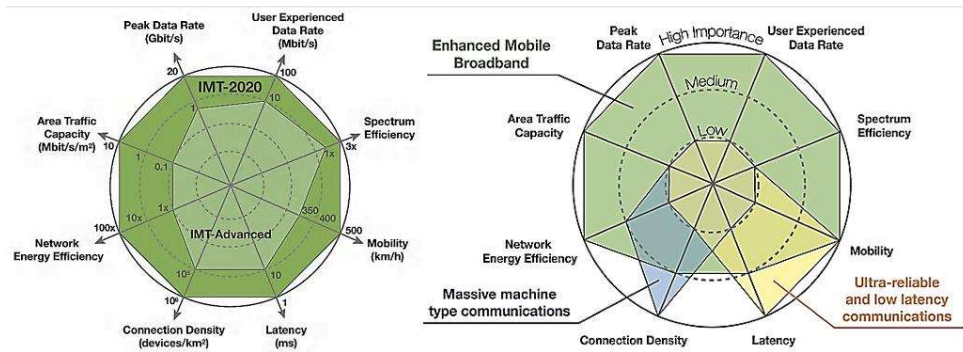 Peak Data Rate
(Gbit/s)
User Experienced
Data Rate
(Mbit/s)
20
100
IMT-2020
1
10
Area Traffic
Capacity
(Mbit/s/m²)
10
1
0.1
Spectrum
Efficiency
3x
1x
1x
10x
100x
Network
Energy Efficiency
IMT-Advanced
350
400
500
Mobility
(km/h)
10⁵
10⁶
Connection Density
(devices/km²)
10
1
Latency
(ms)
Enhanced Mobile
Broadband
Peak
Data Rate
High Importance
User Experienced
Data Rate
Medium
Low
Area Traffic
Capacity
Spectrum
Efficiency
Network
Energy Efficiency
Mobility
Massive machine
type communications
Ultra-reliable
and low latency
communications
Connection Density
Latency